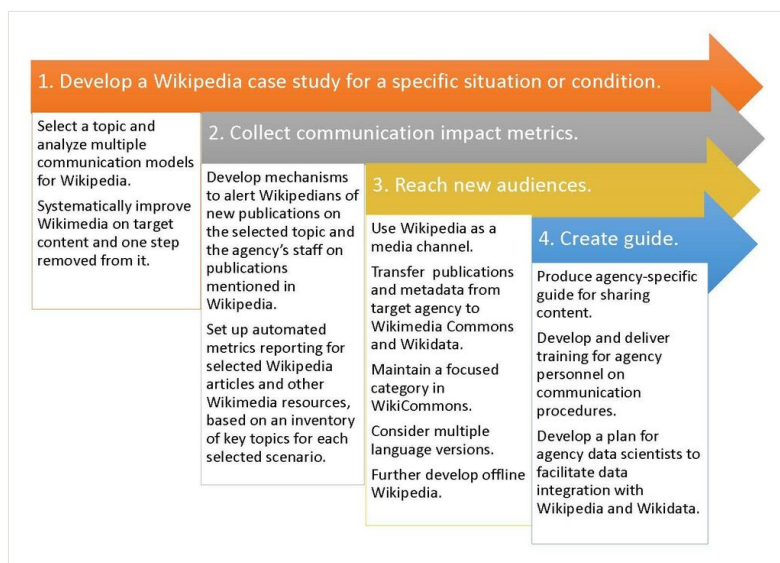 1. Develop a Wikipedia case study for a specific situation or condition.
Select a topic and
analyze multiple
communication models
for Wikipedia.
Systematically improve
Wikimedia on target
content and one step
removed from it.
2. Collect communication impact metrics.
Develop mechanisms
to alert Wikipedians of
new publications on
the selected topic and
the agency's staff on
publications
mentioned in
Wikipedia.
Set up automated
metrics reporting for
selected Wikipedia
articles and other
Wikimedia resources,
based on an inventory
of key topics for each
selected scenario.
3. Reach new audiences.
Use Wikipedia as a
media channel.
Transfer publications
and metadata from
target agency to
Wikimedia Commons
and Wikidata.
Maintain a focused
category in
WikiCommons.
Consider multiple
language versions.
Further develop offline
Wikipedia.
4. Create guide.
Produce agency-specific
guide for sharing
content.
Develop and deliver
training for agency
personnel on
communication
procedures.
Develop a plan for
agency data scientists to
facilitate data
integration with
Wikipedia and Wikidata.